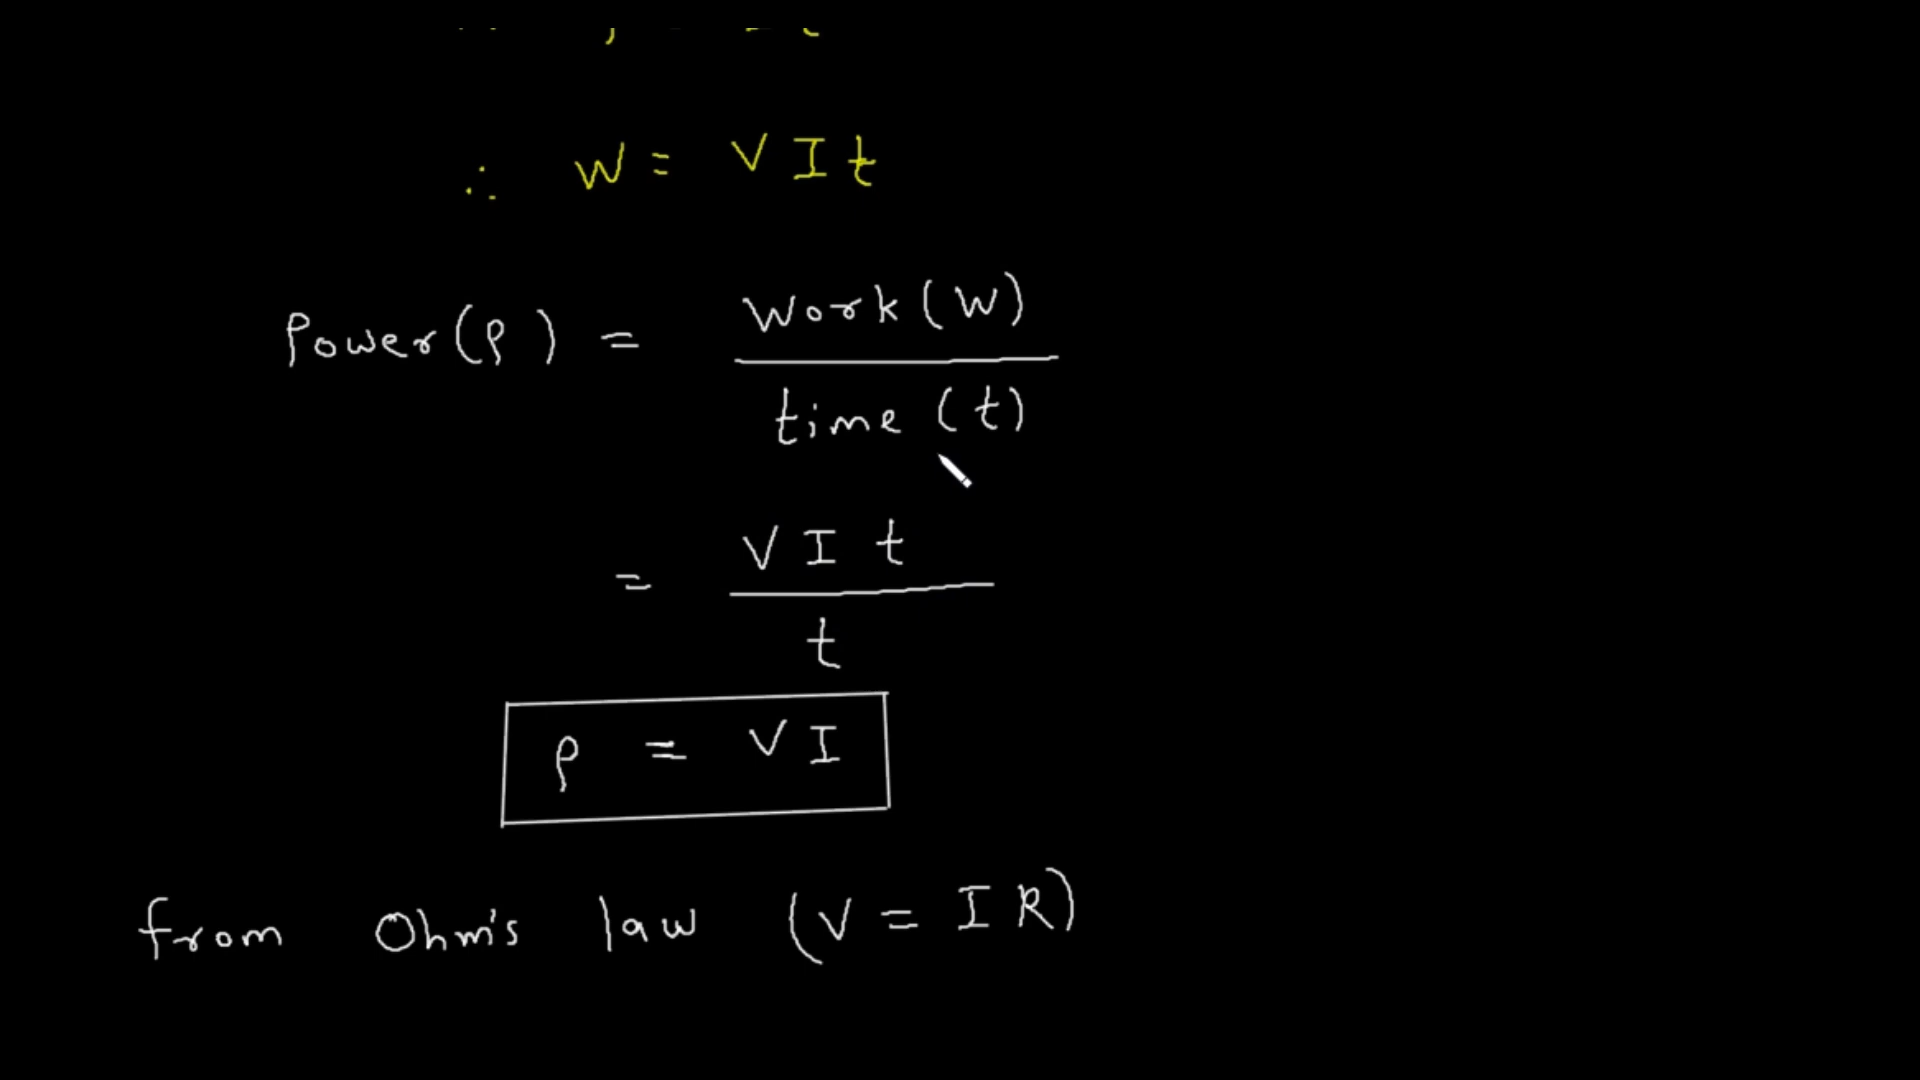 ∴ W = V I t
Power (P) = Work (W) / time (t)
= V I t / t
P = V I
from Ohm's law (V = I R)